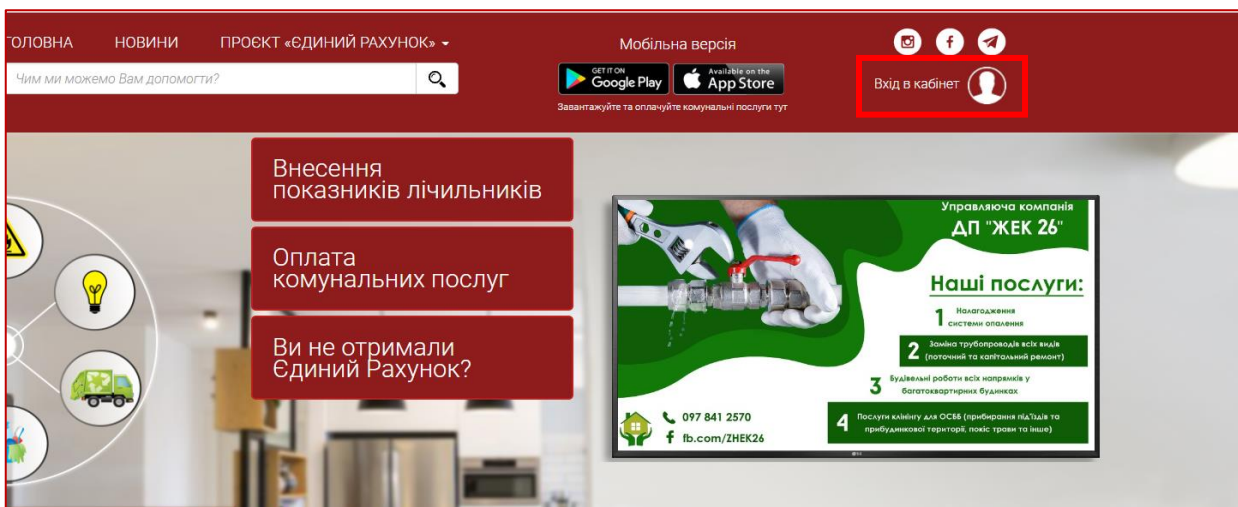 ГОЛОВНА НОВИНИ ПРОЄКТ «ЄДИНИЙ РАХУНОК»
Мобільна версія
Чим ми можемо Вам допомогти?
GET IT ON
Google Play
Available on the
App Store
Вхід в кабінет
Завантажуйте та оплачуйте комунальні послуги тут
Внесення
показників лічильників
Оплата
комунальних послуг
Ви не отримали
Єдиний Рахунок?
Управляюча компанія
ДП "ЖЕК 26"
Наші послуги:
1 Налагодження
системи опалення
2 Заміна трубопроводів всіх видів
(поточний та капітальний ремонт)
3 Будівельні роботи всіх напрямків у
багатоквартирних будинках
4 Послуги клінінгу для ОСББ (прибирання під'їздів та
прибудинкової території, покіс трави та інше)
097 841 2570
fb.com/ZHEK26